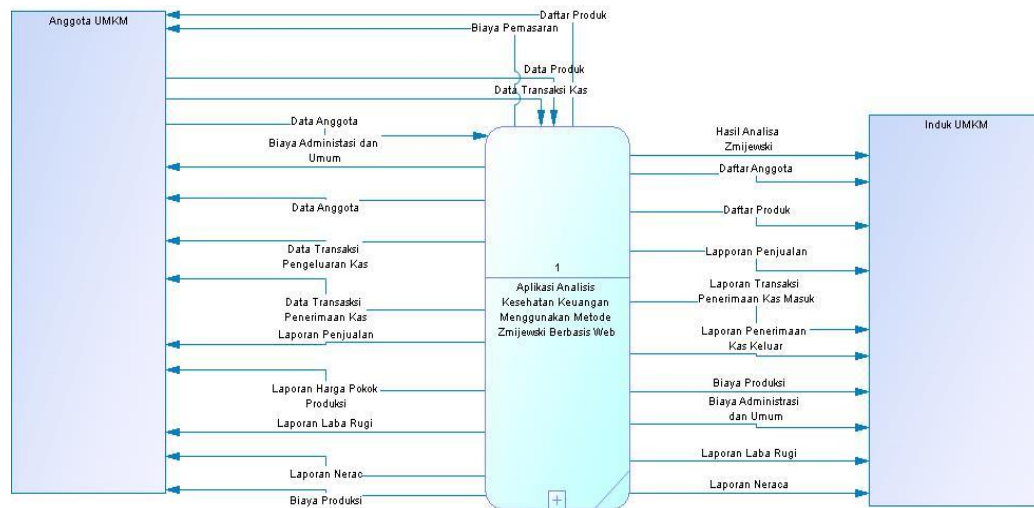 Anggota UMKM
Daftar Produk
Biaya Pemasaran
Data Produk
Data Transaksi Kas
Data Anggota
Biaya Administasi dan
Umum
Data Anggota
Data Transaksi
Pengeluaran Kas
Data Transasksi
Penerimaan Kas
Laporan Penjualan
Laporan Harga Pokok
Produksi
Laporan Laba Rugi
Laporan Nerac
Biaya Produksi
1
Aplikasi Analisis
Kesehatan Keuangan
Menggunakan Metode
Zmijewski Berbasis Web
Induk UMKM
Hasil Analisa
Zmijewski
Daftar Anggota
Daftar Produk
Lapporan Penjualan
Laporan Transaksi
Penerimaan Kas Masuk
Laporan Penerimaan
Kas Keluar
Biaya Produksi
Biaya Administrasi
dan Umum
Laporan Laba Rugi
Laporan Neraca